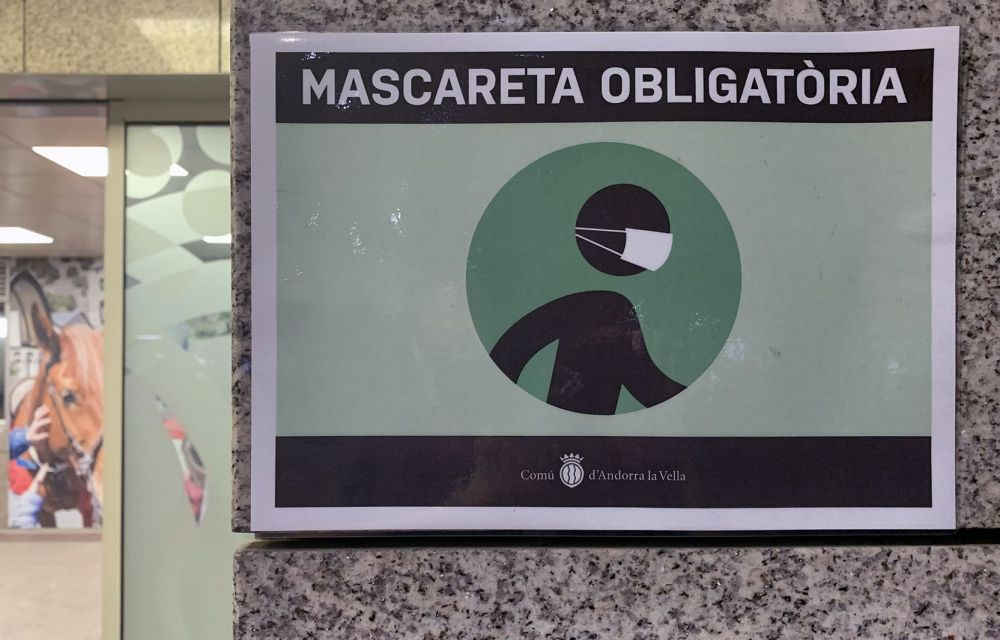 MASCARETA OBLIGATÒRIA
Comú d'Andorra la Vella